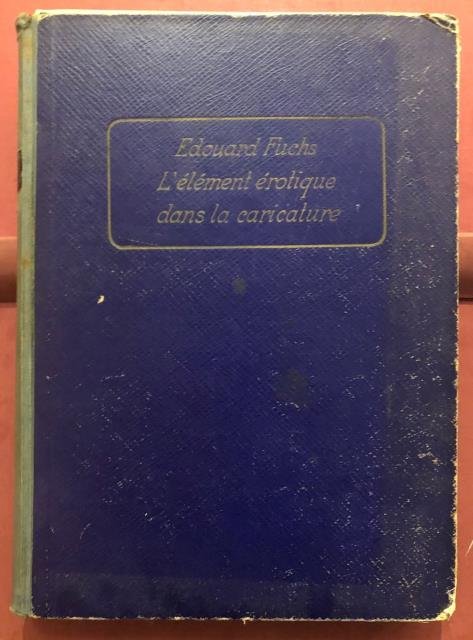 Edouard Fuchs
L'élément érotique
dans la caricature